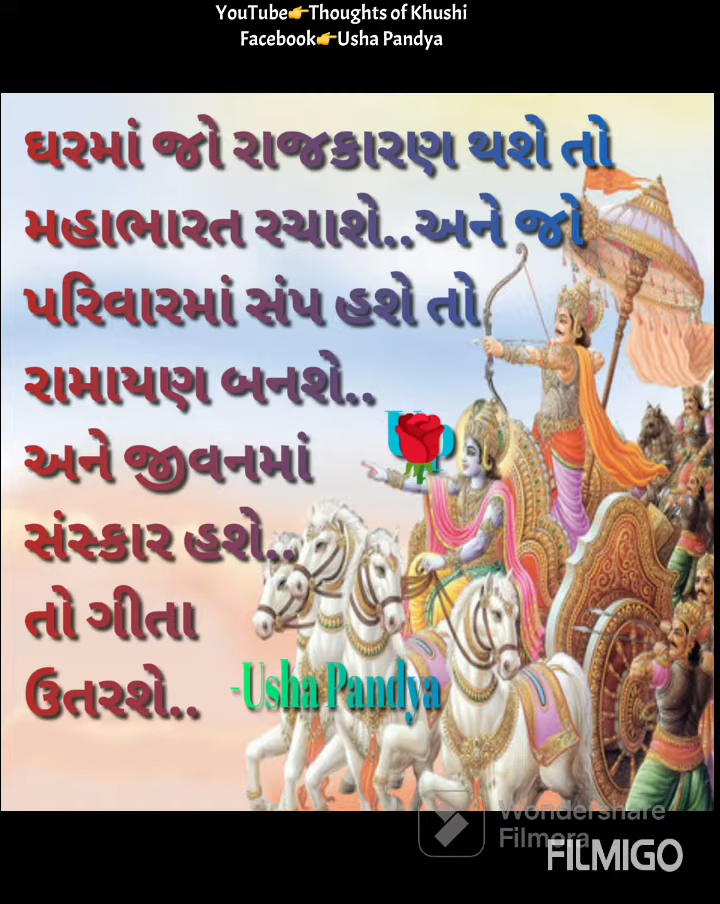 YouTube👉Thoughts of Khushi
Facebook👉Usha Pandya
ઘરમાં જો રાજકારણ થશે તો
મહાભારત રચાશે..અને જો
પરિવારમાં સંપ હશે તો
રામાયણ બનશે..
અને જીવનમાં
સંસ્કાર હશે..
તો ગીતા
ઉતરશે.. -Usha Pandya
Wondershare
Filmora
FILMIGO